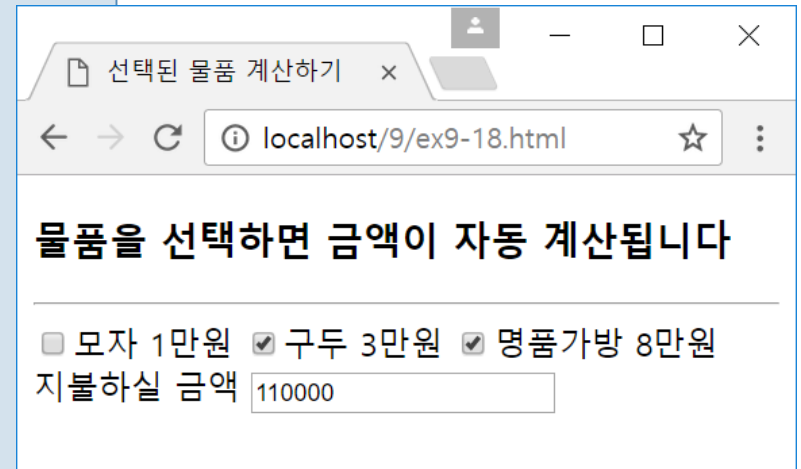 선택된 물품 계산하기
localhost/9/ex9-18.html
물품을 선택하면 금액이 자동 계산됩니다
모자 1만원 구두 3만원 명품가방 8만원
지불하실 금액 110000